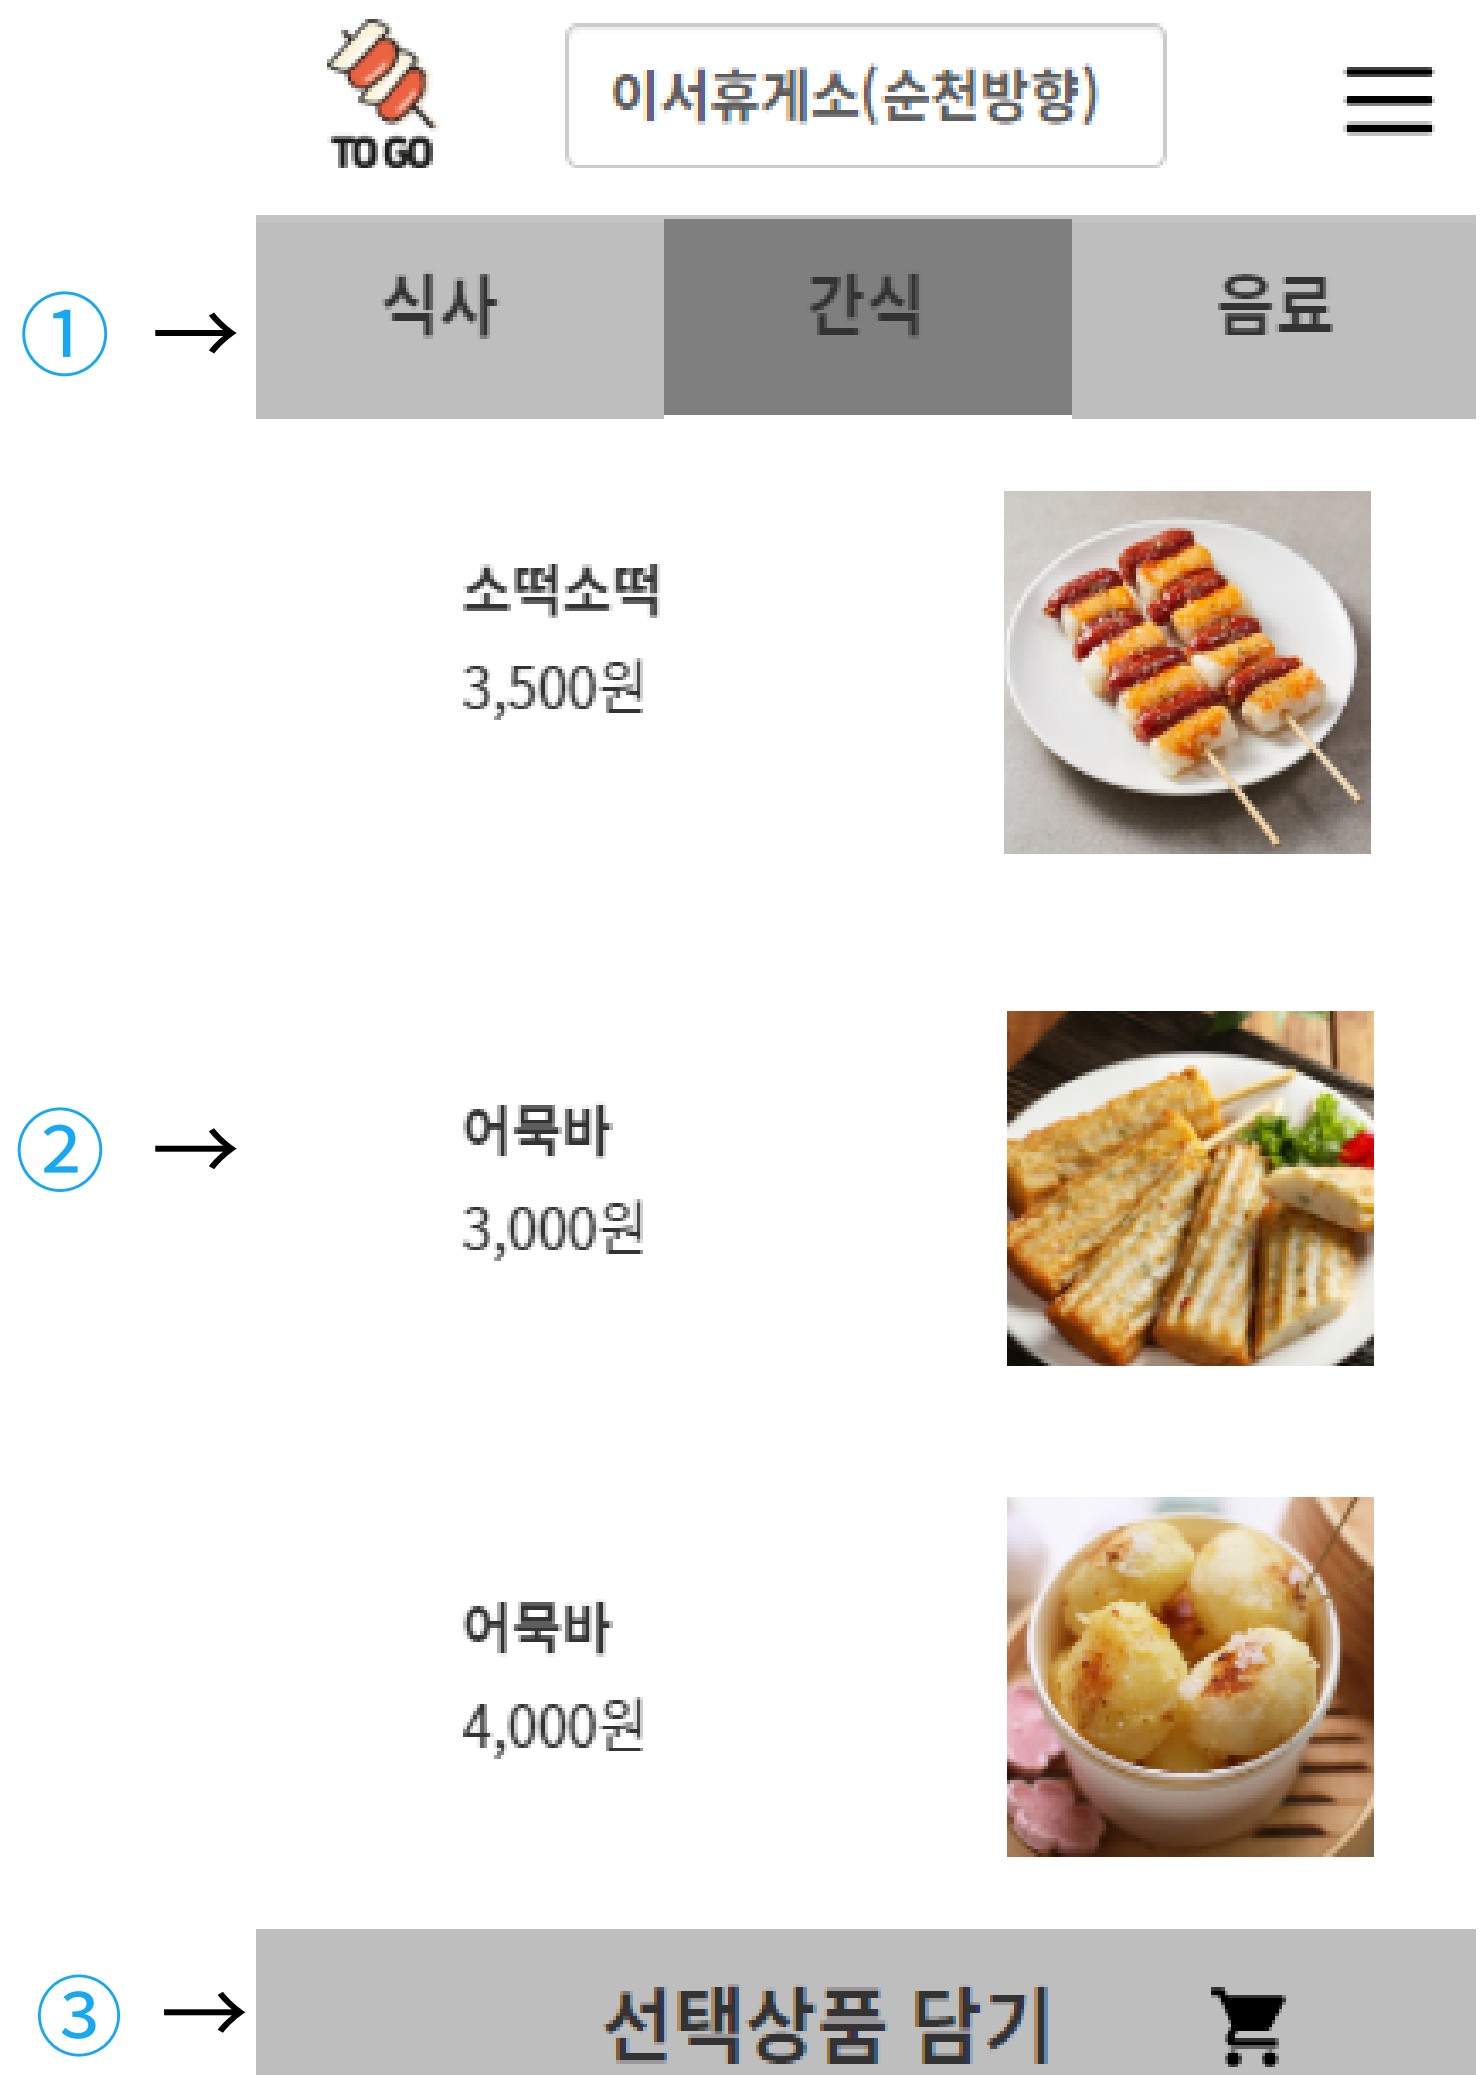 TO GO
이서휴게소(순천방향)
① → 식사 간식 음료
소떡소떡
3,500원
② → 어묵바
3,000원
어묵바
4,000원
③ → 선택상품 담기